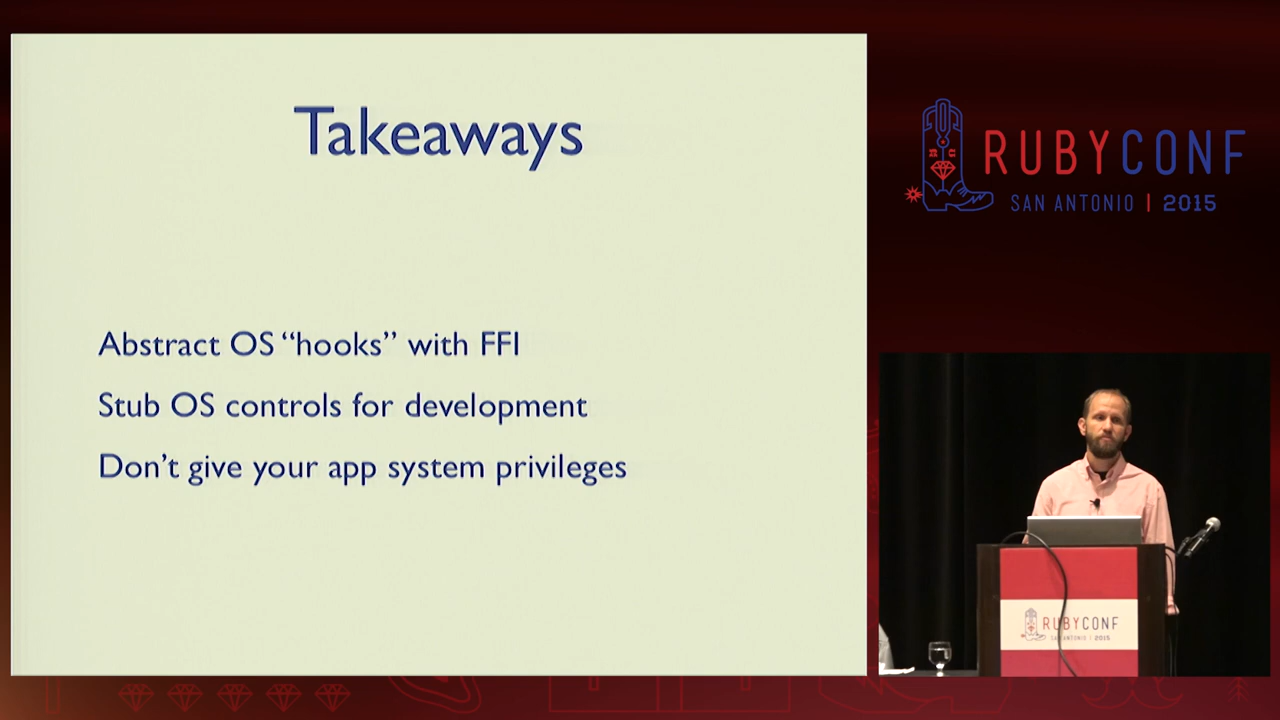 Takeaways
Abstract OS “hooks” with FFI
Stub OS controls for development
Don’t give your app system privileges
RUBYCONF
SAN ANTONIO | 2015
RUBYCONF
SAN ANTONIO | 2015